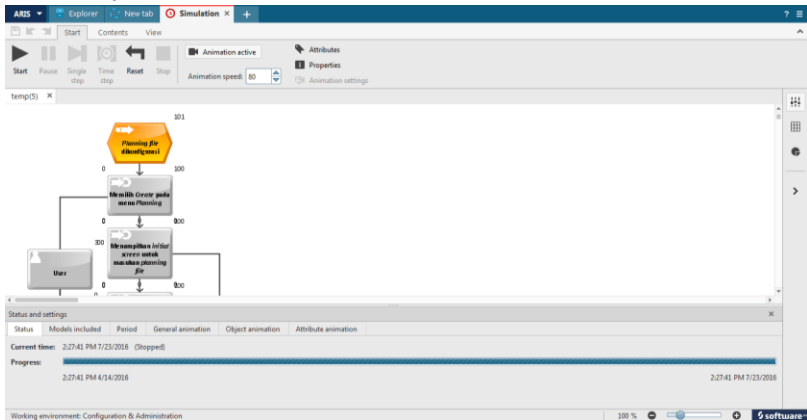 ARIS Explorer New tab Simulation × + ?
Start Contents View
Start Pause Single step Time step Reset Stop
Animation active
Animation speed: 80
Attributes
Properties
Animation settings
temp(5) ×
101
Planning file
dikonfigurasi
0 100
Memilih Create pada
menu Planning
0
300
Menampilkan initial
screen untuk
masukan planning
file
User
0
Status and settings ×
Status Models included Period General animation Object animation Attribute animation
Current time: 2:27:41 PM 7/23/2016 (Stopped)
Progress:
2:27:41 PM 4/14/2016 2:27:41 PM 7/23/2016
Working environment: Configuration & Administration 100 % software